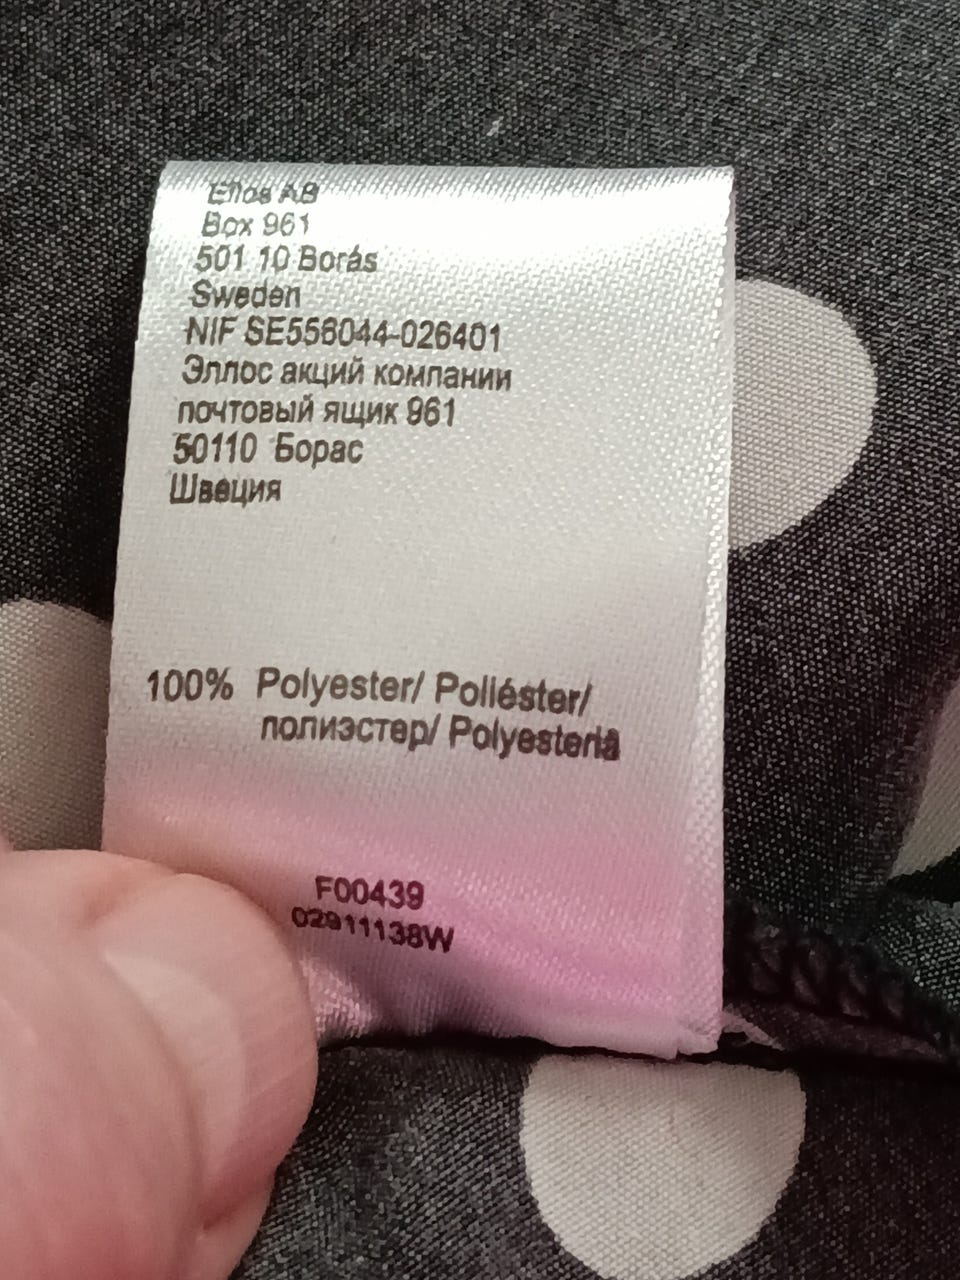 Ellos AB
Box 961
501 10 Borás
Sweden
NIF SE556044-026401
Эллос акций компании
почтовый ящик 961
50110 Борас
Швеция
100% Polyester/ Poliéster/
полиэстер/ Polyesteriä
F00439
02911138W